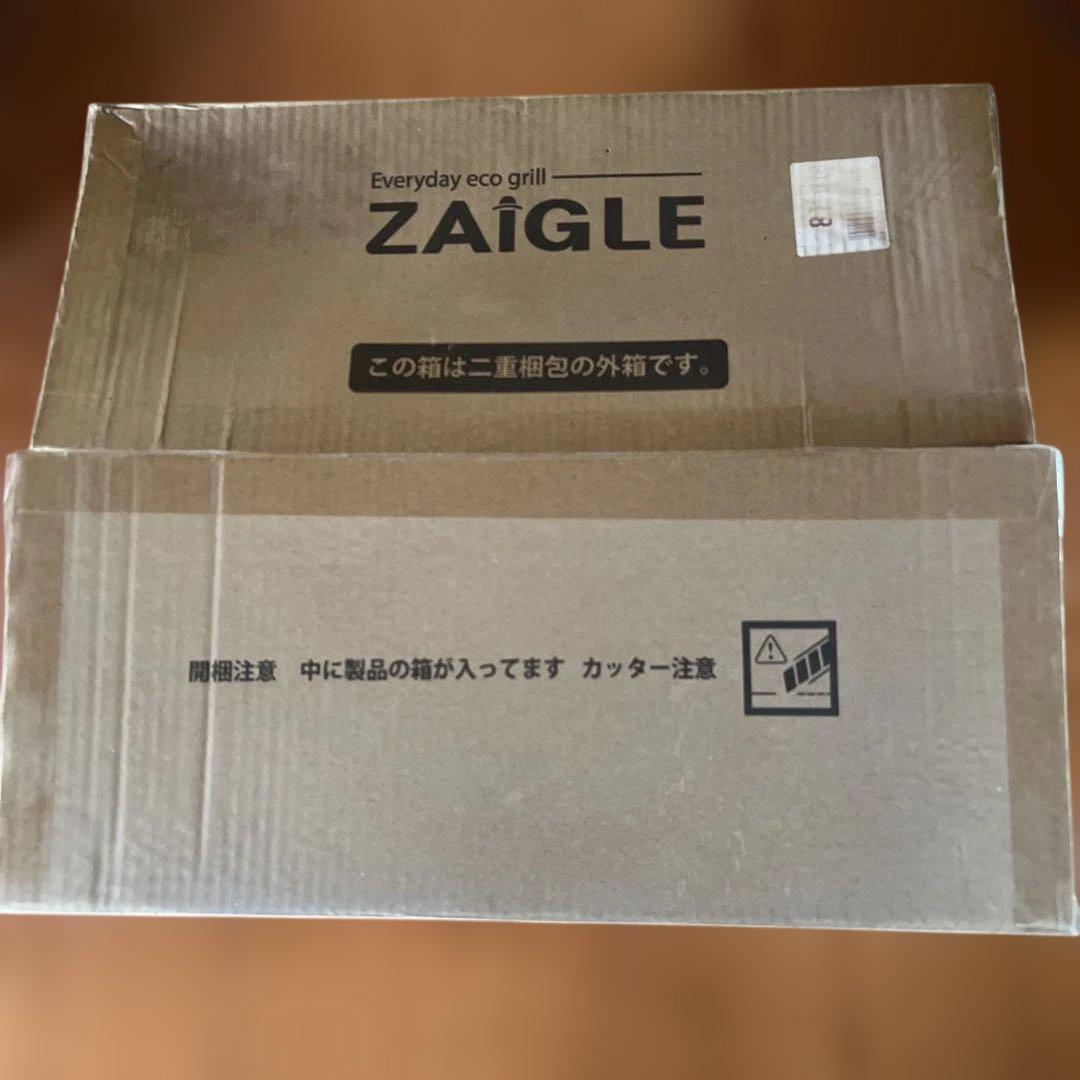 Everyday eco grill
ZAIGLE
8
この箱は二重梱包の外箱です。
開梱注意　中に製品の箱が入ってます　カッター注意